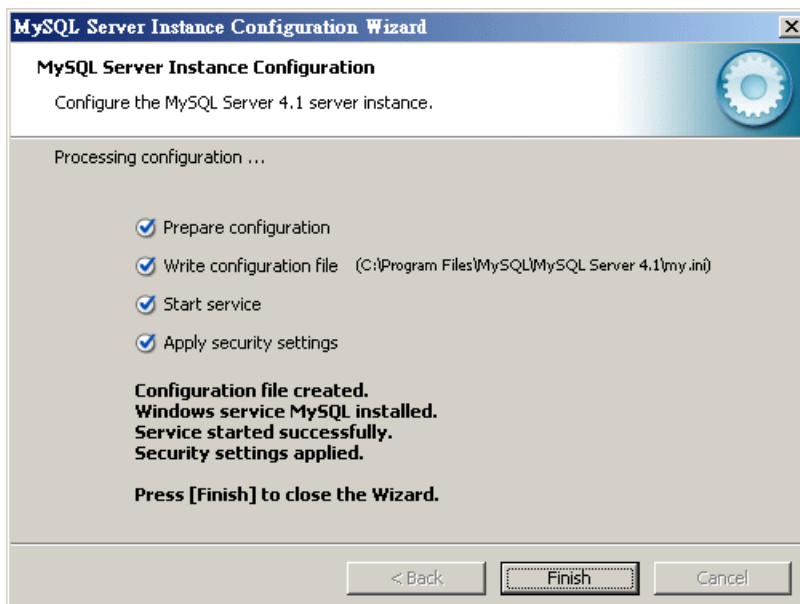 MySQL Server Instance Configuration Wizard
MySQL Server Instance Configuration
Configure the MySQL Server 4.1 server instance.
Processing configuration ...
Prepare configuration
Write configuration file (C:\Program Files\MySQL\MySQL Server 4.1\my.ini)
Start service
Apply security settings
Configuration file created.
Windows service MySQL installed.
Service started successfully.
Security settings applied.
Press [Finish] to close the Wizard.
< Back Finish Cancel